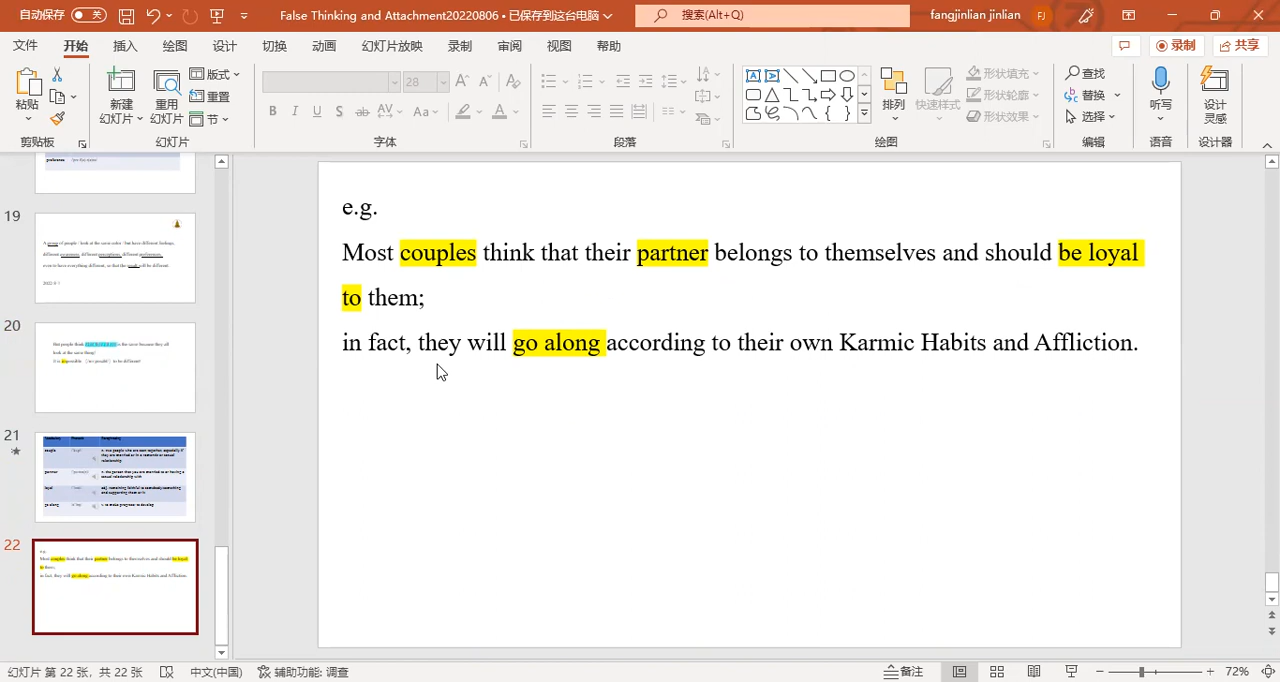 自动保存 关 False Thinking and Attachment20220806 • 已保存到这台电脑 搜索(Alt+Q) fangjinlian jinlian FJ
文件 开始 插入 绘图 设计 切换 动画 幻灯片放映 录制 审阅 视图 帮助 录制 共享
粘贴 新建 幻灯片 重用 幻灯片 版式 重置 节 28 排列 快速样式 形状填充 形状轮廓 形状效果 查找 替换 选择 听写 设计 灵感
剪贴板 幻灯片 字体 段落 绘图 编辑 语音 设计器
19
20
21
22
e.g.
Most couples think that their partner belongs to themselves and should be loyal
to them;
in fact, they will go along according to their own Karmic Habits and Affliction.
幻灯片 第 22 张，共 22 张 中文(中国) 辅助功能: 调查 备注 72%